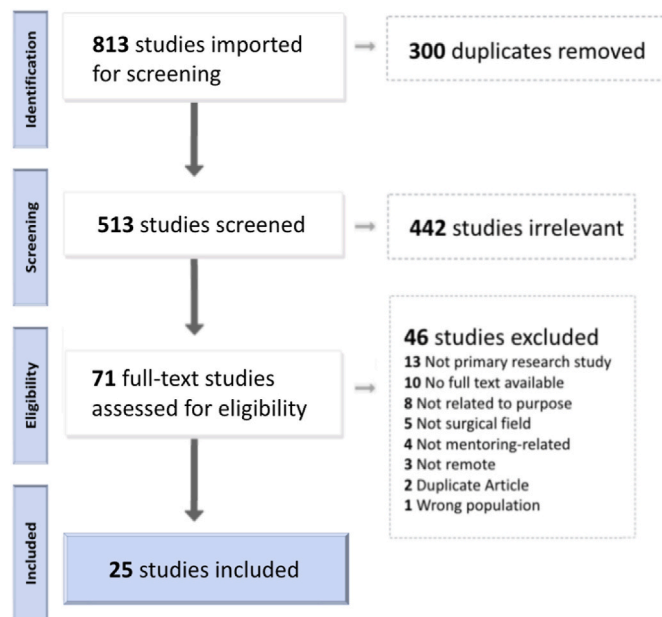 Identification
813 studies imported
for screening
300 duplicates removed
Screening
513 studies screened
442 studies irrelevant
Eligibility
71 full-text studies
assessed for eligibility
46 studies excluded
13 Not primary research study
10 No full text available
8 Not related to purpose
5 Not surgical field
4 Not mentoring-related
3 Not remote
2 Duplicate Article
1 Wrong population
Included
25 studies included